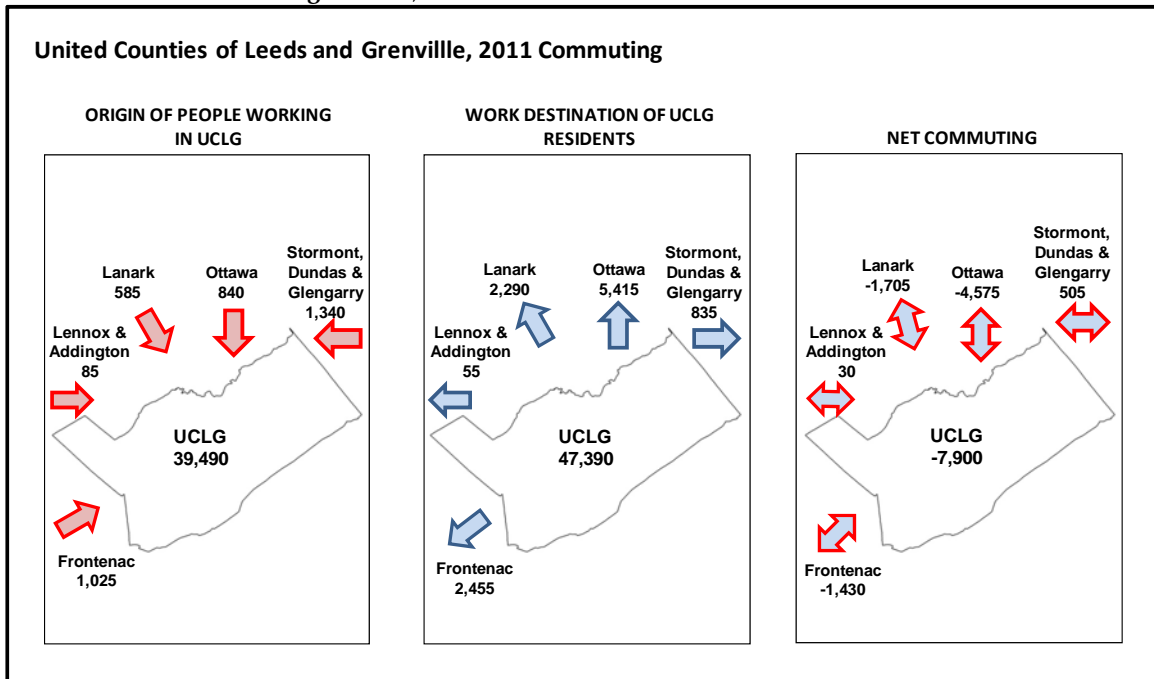 United Counties of Leeds and Grenvillle, 2011 Commuting
ORIGIN OF PEOPLE WORKING
IN UCLG
Lanark
585
Ottawa
840
Stormont,
Dundas &
Glengarry
1,340
Lennox &
Addington
85
UCLG
39,490
Frontenac
1,025
WORK DESTINATION OF UCLG
RESIDENTS
Lanark
2,290
Ottawa
5,415
Stormont,
Dundas &
Glengarry
835
Lennox &
Addington
55
UCLG
47,390
Frontenac
2,455
NET COMMUTING
Lanark
-1,705
Ottawa
-4,575
Stormont,
Dundas &
Glengarry
505
Lennox &
Addington
30
UCLG
-7,900
Frontenac
-1,430